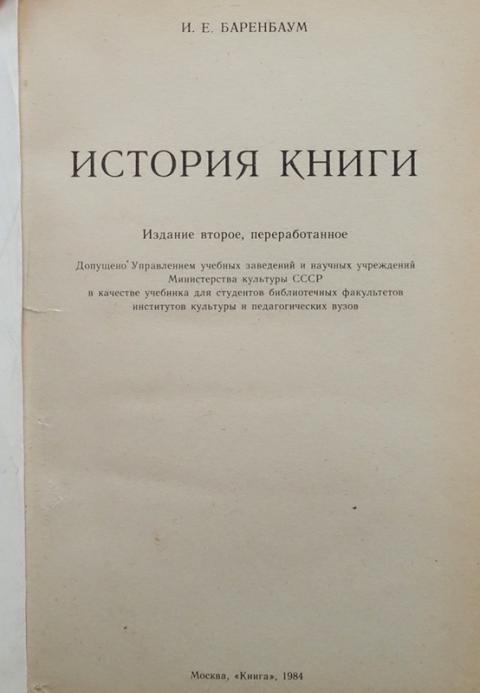 И. Е. БАРЕНБАУМ
ИСТОРИЯ КНИГИ
Издание второе, переработанное
Допущено Управлением учебных заведений и научных учреждений
Министерства культуры СССР
в качестве учебника для студентов библиотечных факультетов
институтов культуры и педагогических вузов
Москва, «Книга», 1984